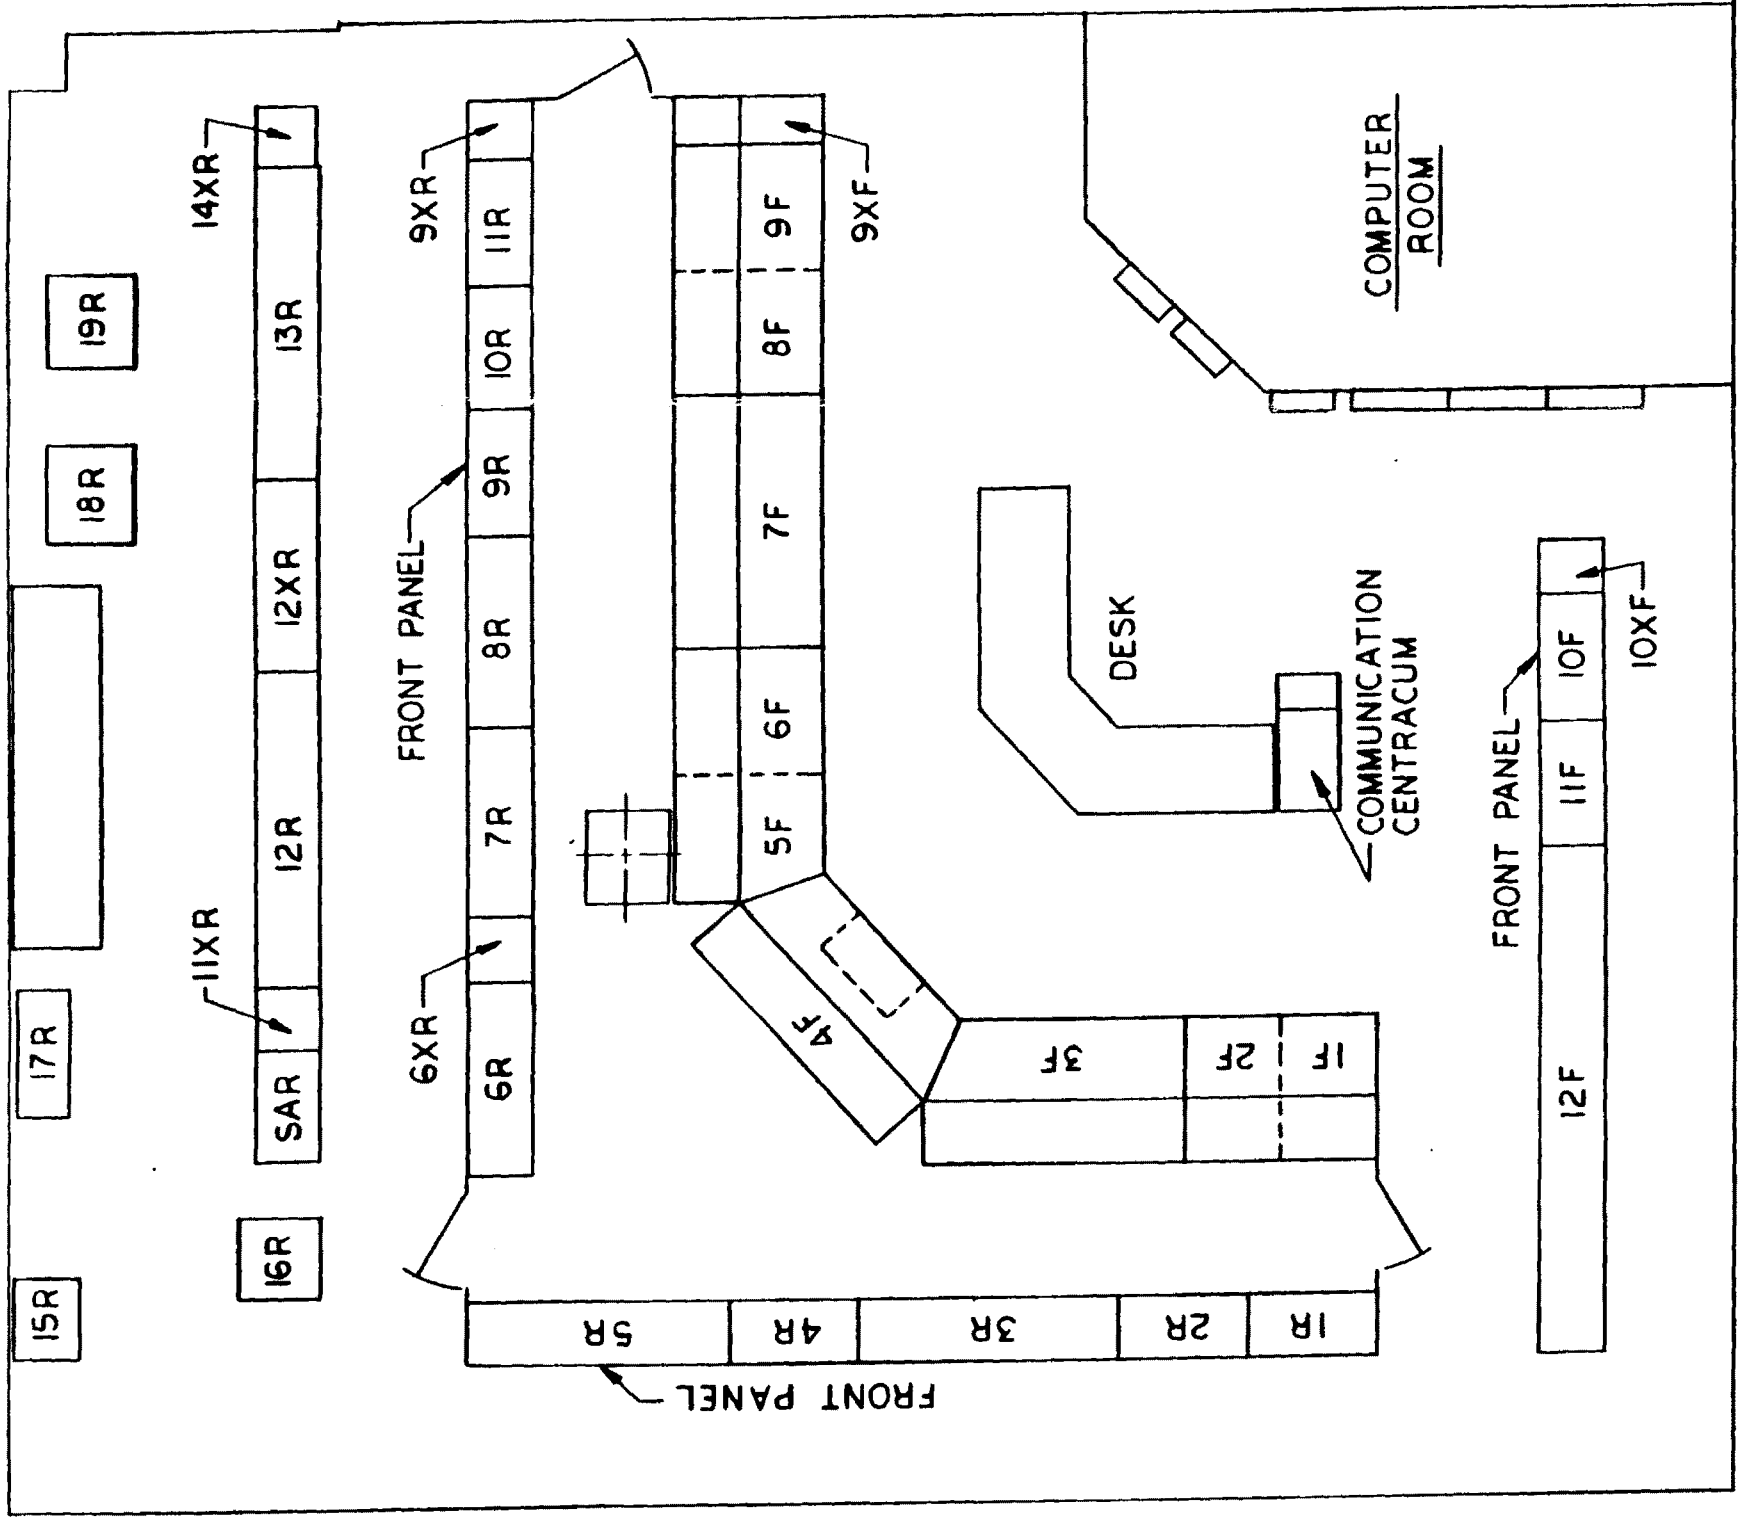 15R
17R
18R
19R
16R
SAR
11XR
12R
12XR
13R
14XR
6R
6XR
7R
8R
9R
10R
11R
9XR
FRONT PANEL
5R
4R
3R
2R
1R
FRONT PANEL
4F
5F
6F
7F
8F
9F
9XF
3F
2F
1F
DESK
COMMUNICATION
CENTRACUM
COMPUTER
ROOM
FRONT PANEL
12F
11F
10F
10XF